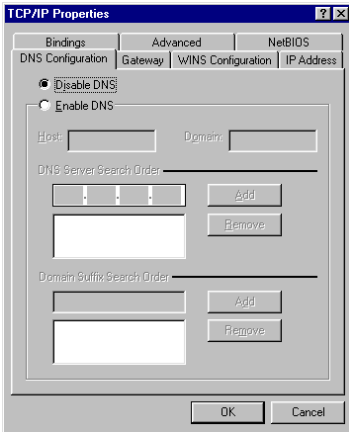 TCP/IP Properties
Bindings Advanced NetBIOS
DNS Configuration Gateway WINS Configuration IP Address
Disable DNS
Enable DNS
Host: Domain:
DNS Server Search Order
Add
Remove
Domain Suffix Search Order
Add
Remove
OK Cancel